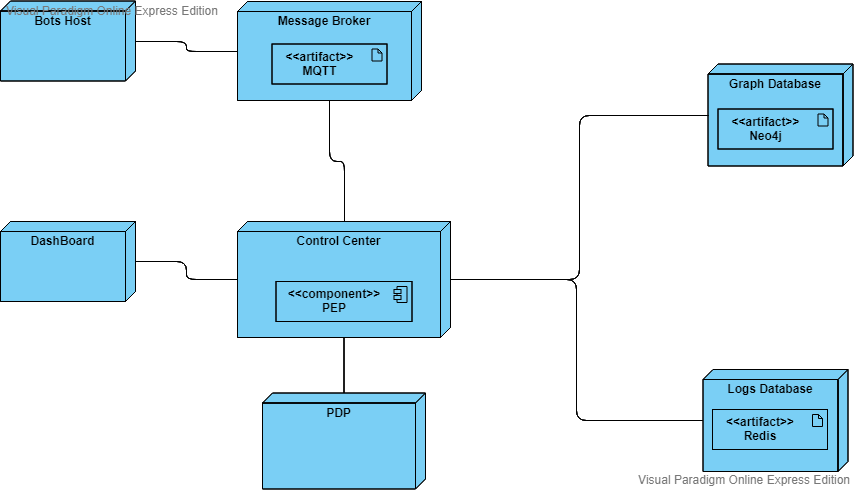 Visual Paradigm Online Express Edition
Bots Host
Message Broker
<<artifact>>
MQTT
Graph Database
<<artifact>>
Neo4j
DashBoard
Control Center
<<component>>
PEP
PDP
Logs Database
<<artifact>>
Redis
Visual Paradigm Online Express Edition